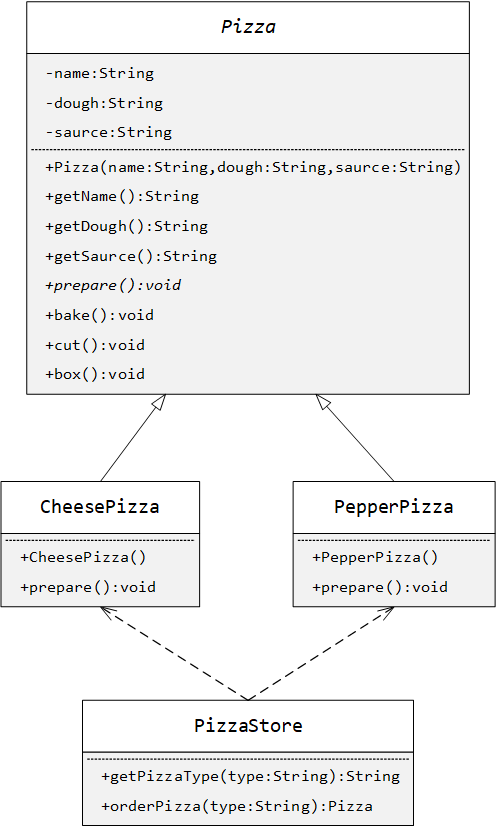 Pizza
-name:String
-dough:String
-saurce:String
+Pizza(name:String,dough:String,saurce:String)
+getName():String
+getDough():String
+getSaurce():String
+prepare():void
+bake():void
+cut():void
+box():void
CheesePizza
+CheesePizza()
+prepare():void
PepperPizza
+PepperPizza()
+prepare():void
PizzaStore
+getPizzaType(type:String):String
+orderPizza(type:String):Pizza